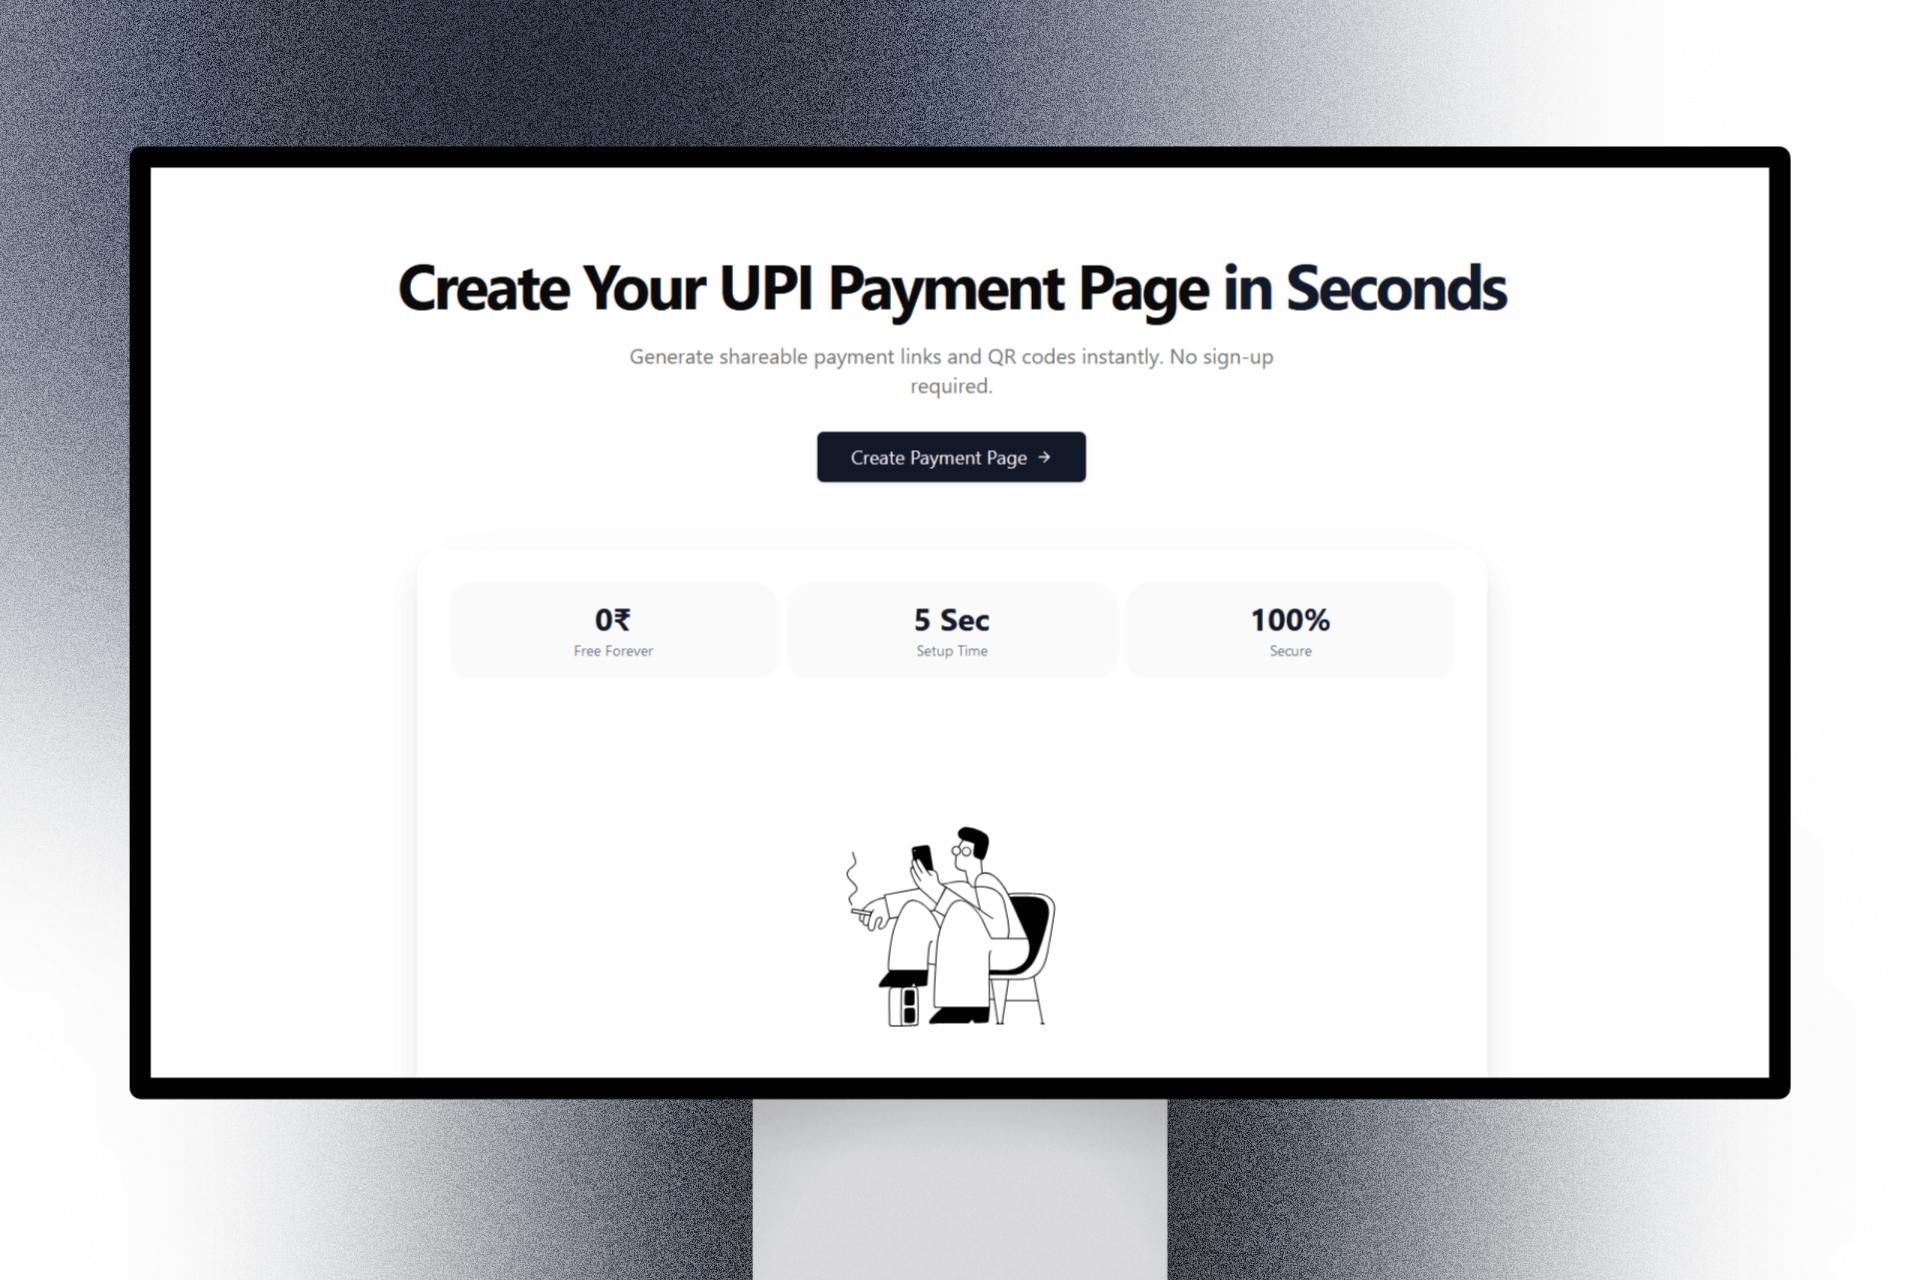 Create Your UPI Payment Page in Seconds
Generate shareable payment links and QR codes instantly. No sign-up
required.
Create Payment Page →
0₹
Free Forever
5 Sec
Setup Time
100%
Secure